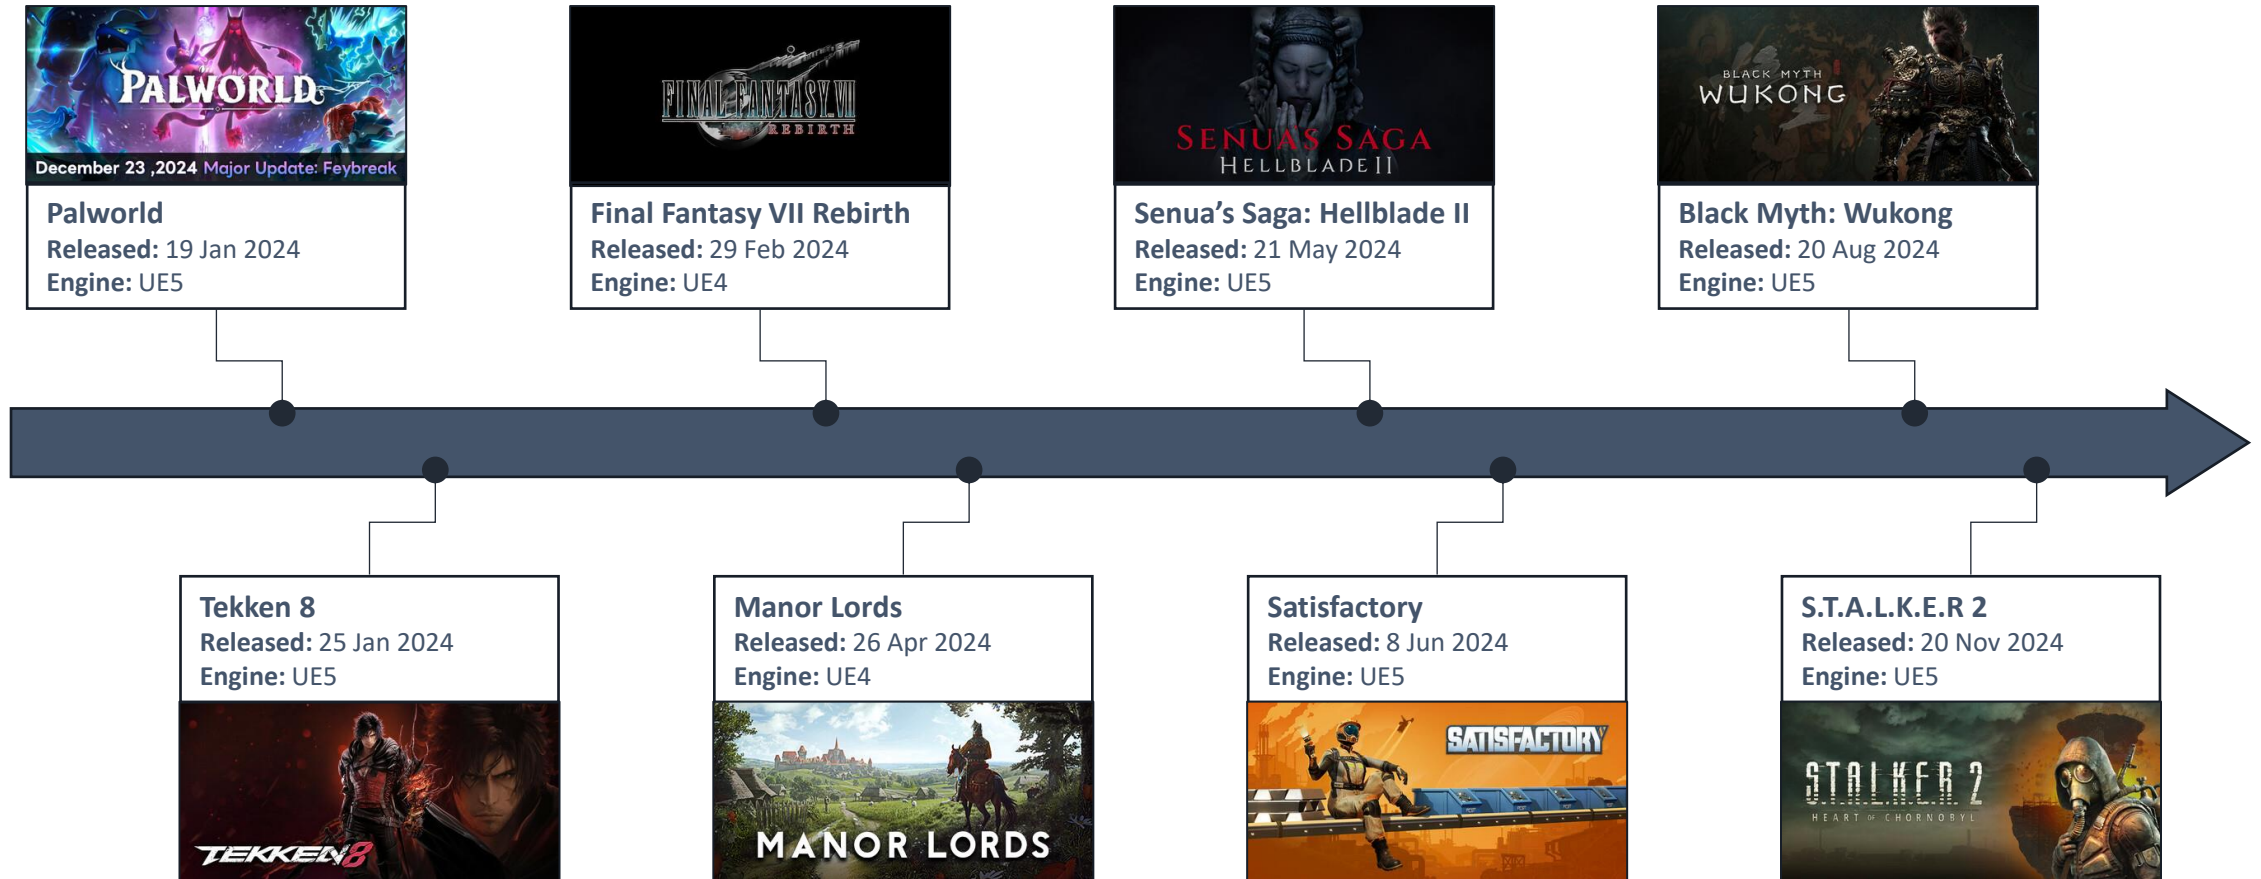 PALWORLD
December 23 ,2024 Major Update: Feybreak
Palworld
Released: 19 Jan 2024
Engine: UE5
FINAL FANTASY VII
REBIRTH
Final Fantasy VII Rebirth
Released: 29 Feb 2024
Engine: UE4
SENUA'S SAGA
HELLBLADE II
Senua’s Saga: Hellblade II
Released: 21 May 2024
Engine: UE5
BLACK MYTH
WUKONG
Black Myth: Wukong
Released: 20 Aug 2024
Engine: UE5
Tekken 8
Released: 25 Jan 2024
Engine: UE5
TEKKEN 8
Manor Lords
Released: 26 Apr 2024
Engine: UE4
MANOR LORDS
Satisfactory
Released: 8 Jun 2024
Engine: UE5
SATISFACTORY
S.T.A.L.K.E.R 2
Released: 20 Nov 2024
Engine: UE5
S.T.A.L.K.E.R. 2
HEART OF CHORNOBYL